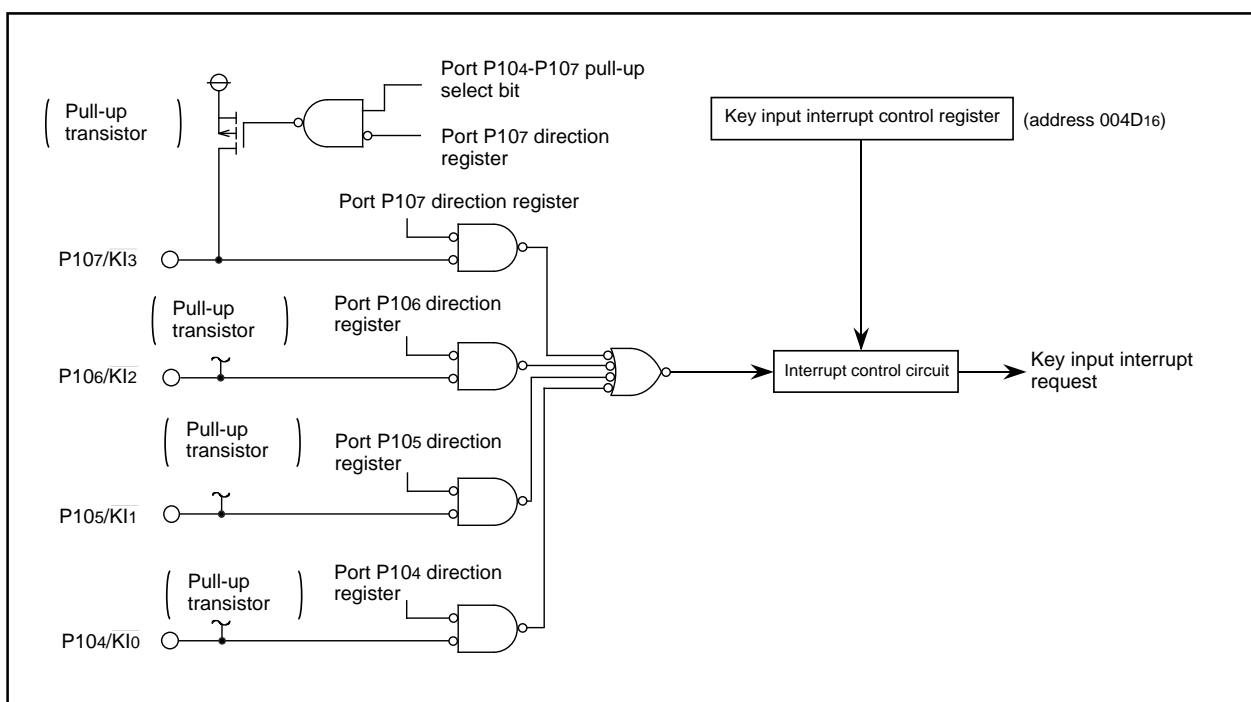 Port P104-P107 pull-up
select bit
( Pull-up
transistor )
Port P107 direction
register
Key input interrupt control register
(address 004D16)
Port P107 direction register
P107/KI3
( Pull-up
transistor )
Port P106 direction
register
P106/KI2
Interrupt control circuit
Key input interrupt
request
( Pull-up
transistor )
Port P105 direction
register
P105/KI1
( Pull-up
transistor )
Port P104 direction
register
P104/KI0